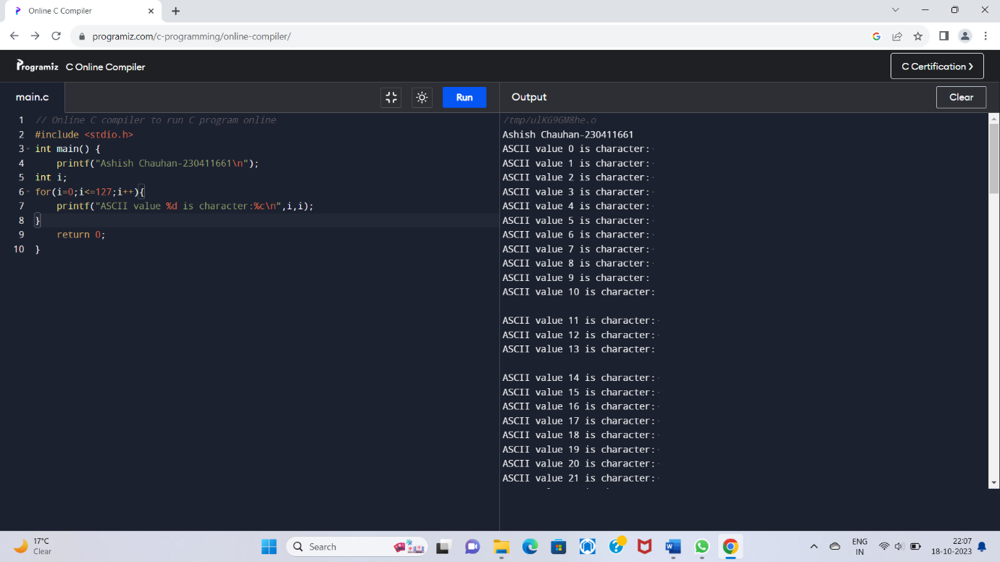 Online C Compiler
programiz.com/c-programming/online-compiler/
Programiz C Online Compiler
C Certification
main.c
Run
Output
Clear
1 // Online C compiler to run C program online
2 #include <stdio.h>
3 int main() {
4 printf("Ashish Chauhan-230411661\n");
5 int i;
6 for(i=0;i<=127;i++){
7 printf("ASCII value %d is character:%c\n",i,i);
8 }
9 return 0;
10 }
/tmp/ulKG9GM8he.o
Ashish Chauhan-230411661
ASCII value 0 is character:
ASCII value 1 is character:
ASCII value 2 is character:
ASCII value 3 is character:
ASCII value 4 is character:
ASCII value 5 is character:
ASCII value 6 is character:
ASCII value 7 is character:
ASCII value 8 is character:
ASCII value 9 is character:
ASCII value 10 is character:
ASCII value 11 is character:
ASCII value 12 is character:
ASCII value 13 is character:
ASCII value 14 is character:
ASCII value 15 is character:
ASCII value 16 is character:
ASCII value 17 is character:
ASCII value 18 is character:
ASCII value 19 is character:
ASCII value 20 is character:
ASCII value 21 is character:
17°C
Clear
Search
ENG
IN
22:07
18-10-2023